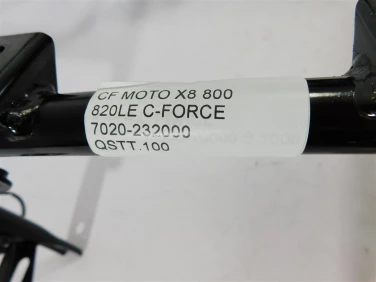 CF MOTO X8 800
820LE C-FORCE
7020-232000
QSTT.100